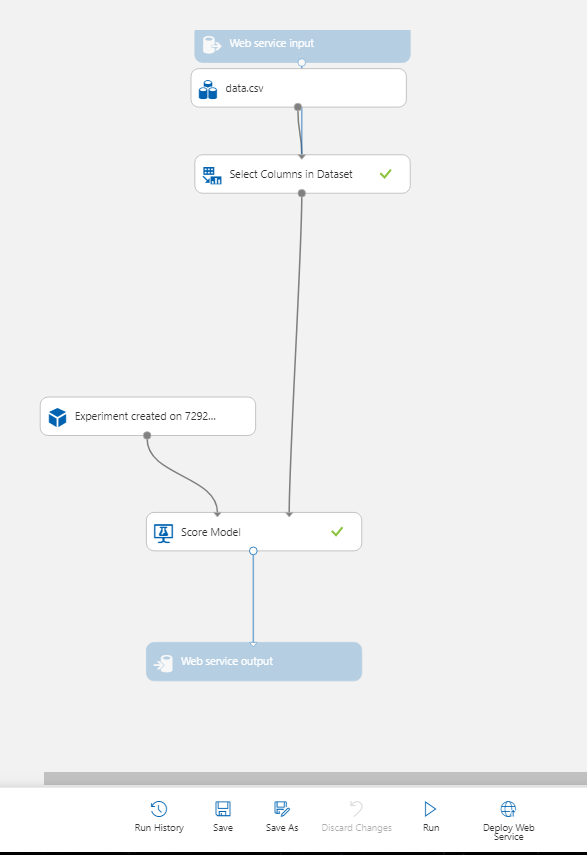 Web service input
data.csv
Select Columns in Dataset
Experiment created on 7292...
Score Model
Web service output
Run History
Save
Save As
Discard Changes
Run
Deploy Web
Service